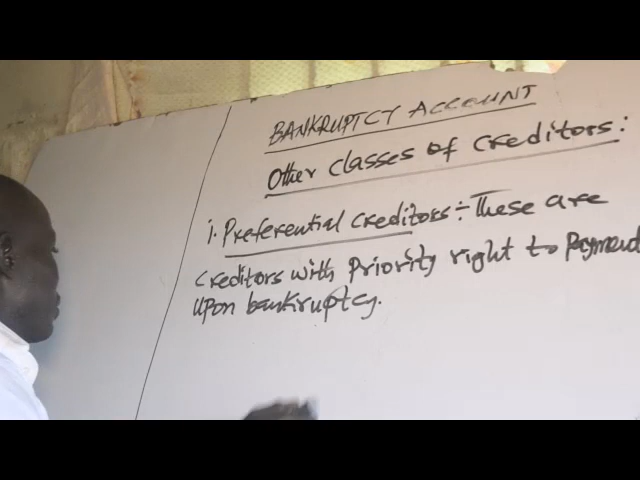 BANKRUPTCY ACCOUNT
Other Classes of Creditors:
i. Preferential Creditors ÷ These are
Creditors with Priority right to Payment
Upon bankruptcy.